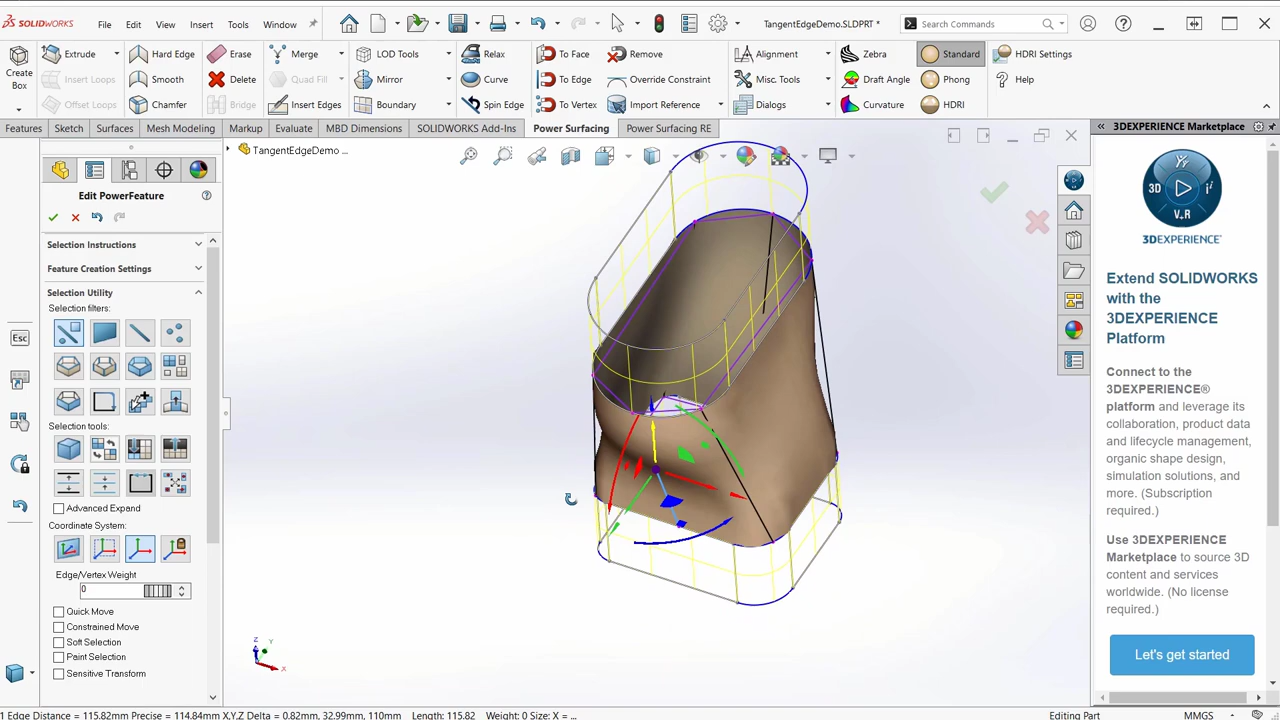 SOLIDWORKS
File
Edit
View
Insert
Tools
Window
TangentEdgeDemo.SLDPRT *
Search Commands
Create Box
Extrude
Insert Loops
Offset Loops
Hard Edge
Smooth
Chamfer
Erase
Delete
Bridge
Merge
Quad Fill
Insert Edges
LOD Tools
Mirror
Boundary
Relax
Curve
Spin Edge
To Face
To Edge
To Vertex
Remove
Override Constraint
Import Reference
Alignment
Misc. Tools
Dialogs
Zebra
Draft Angle
Curvature
Standard
Phong
HDRI
HDRI Settings
Help
Features
Sketch
Surfaces
Mesh Modeling
Markup
Evaluate
MBD Dimensions
SOLIDWORKS Add-Ins
Power Surfacing
Power Surfacing RE
TangentEdgeDemo ...
Edit PowerFeature
Selection Instructions
Feature Creation Settings
Selection Utility
Selection filters:
Selection tools:
Advanced Expand
Coordinate System:
Edge/Vertex Weight
0
Quick Move
Constrained Move
Soft Selection
Paint Selection
Sensitive Transform
Esc
Z
Y
X
3DEXPERIENCE Marketplace
3D
V.R
3DEXPERIENCE
Extend SOLIDWORKS
with the
3DEXPERIENCE
Platform
Connect to the
3DEXPERIENCE®
platform and leverage its
collaboration, product data
and lifecycle management,
organic shape design,
simulation solutions, and
more. (Subscription
required.)
Use 3DEXPERIENCE
Marketplace to source 3D
content and services
worldwide. (No license
required.)
Let's get started
1 Edge Distance = 115.82mm Precise = 114.84mm X,Y,Z Delta = 0.82mm, 32.99mm, 110mm Length: 115.82 Weight: 0 Size: X = ...
Editing Part
MMGS